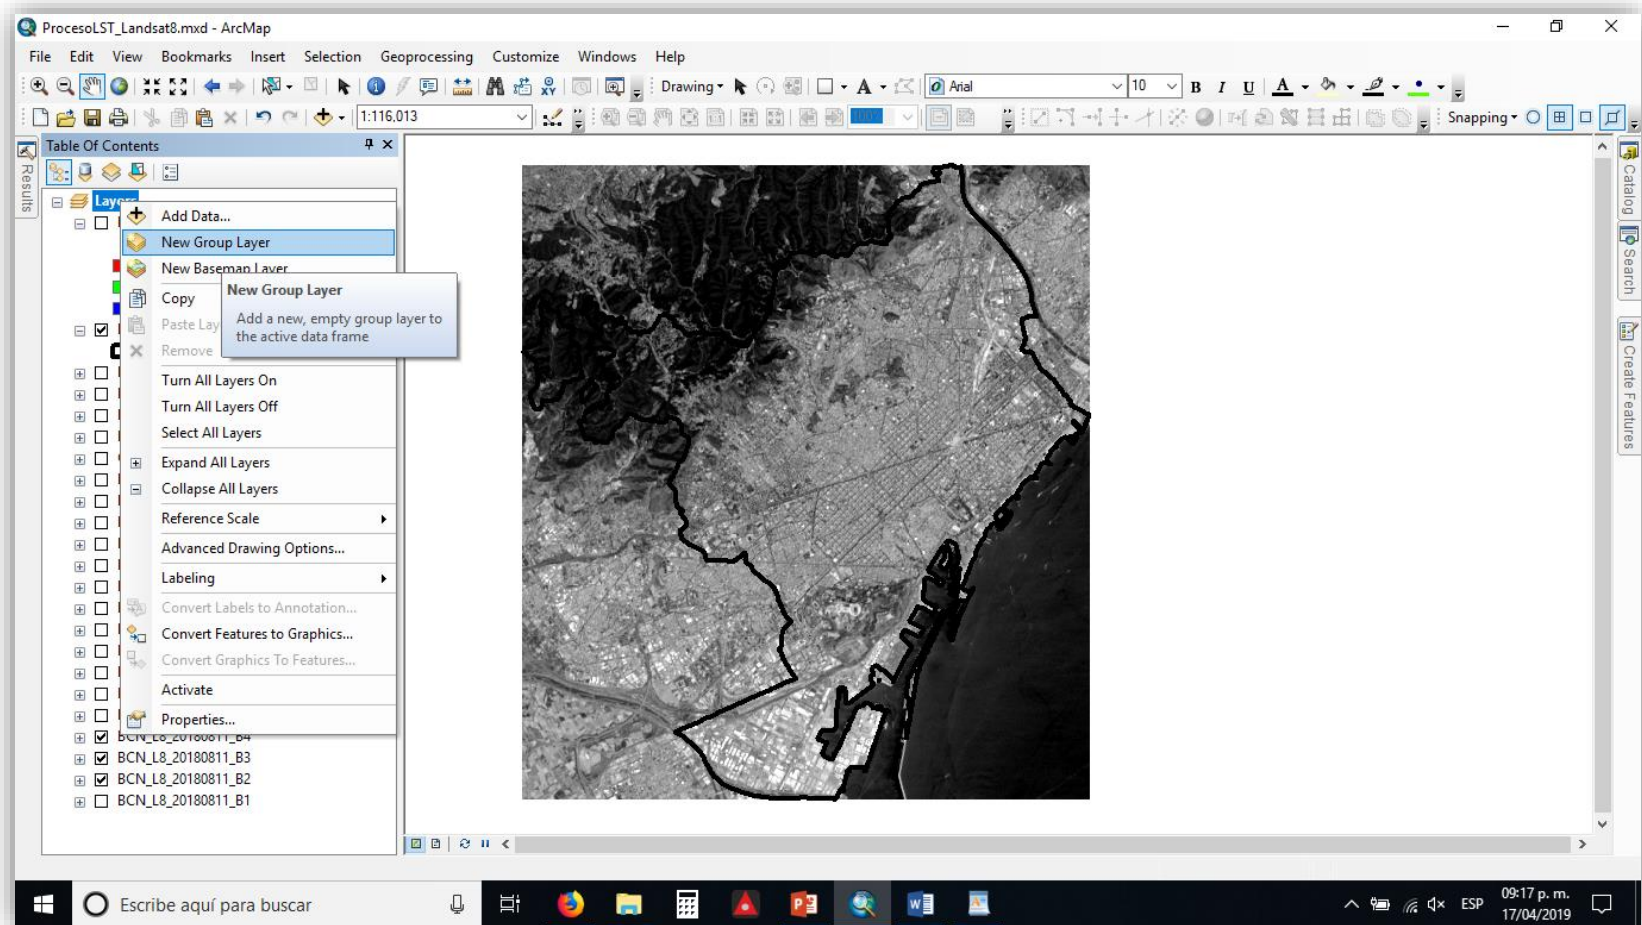 ProcesoLST_Landsat8.mxd - ArcMap
File Edit View Bookmarks Insert Selection Geoprocessing Customize Windows Help
Drawing Arial 10 B I U A
1:116,013 100% Snapping
Table Of Contents
Results
Layers
Add Data...
New Group Layer
New Basemap Layer
New Group Layer
Add a new, empty group layer to
the active data frame
Copy
Paste Lay
Remove
Turn All Layers On
Turn All Layers Off
Select All Layers
Expand All Layers
Collapse All Layers
Reference Scale
Advanced Drawing Options...
Labeling
Convert Labels to Annotation...
Convert Features to Graphics...
Convert Graphics To Features...
Activate
Properties...
BCN_L8_20180811_B4
BCN_L8_20180811_B3
BCN_L8_20180811_B2
BCN_L8_20180811_B1
Catalog
Search
Create Features
Escribe aquí para buscar
ESP
09:17 p. m.
17/04/2019